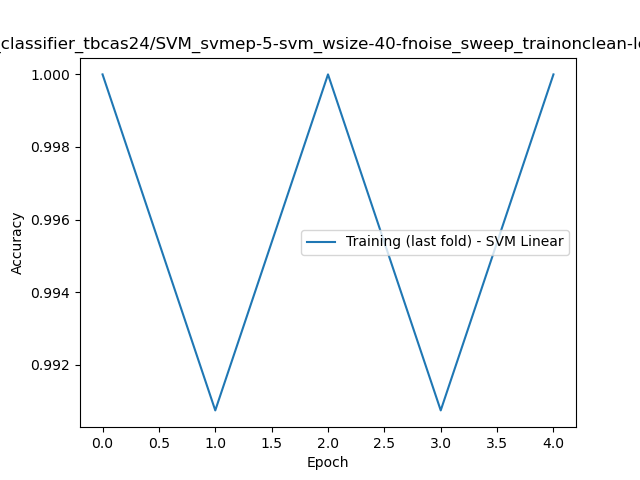 _classifier_tbcas24/SVM_svmep-5-svm_wsize-40-fnoise_sweep_trainonclean-l
1.000
0.998
0.996
0.994
0.992
Accuracy
Training (last fold) - SVM Linear
0.0 0.5 1.0 1.5 2.0 2.5 3.0 3.5 4.0
Epoch